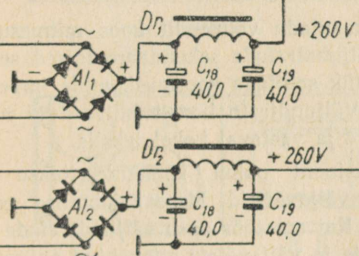 Dr₁
+260V
~
− Al₁ +
+ C₁₈ + C₁₉
− 40,0 − 40,0
~
Dr₂
+260V
~
− Al₂ +
+ C₁₈ + C₁₉
− 40,0 − 40,0
~